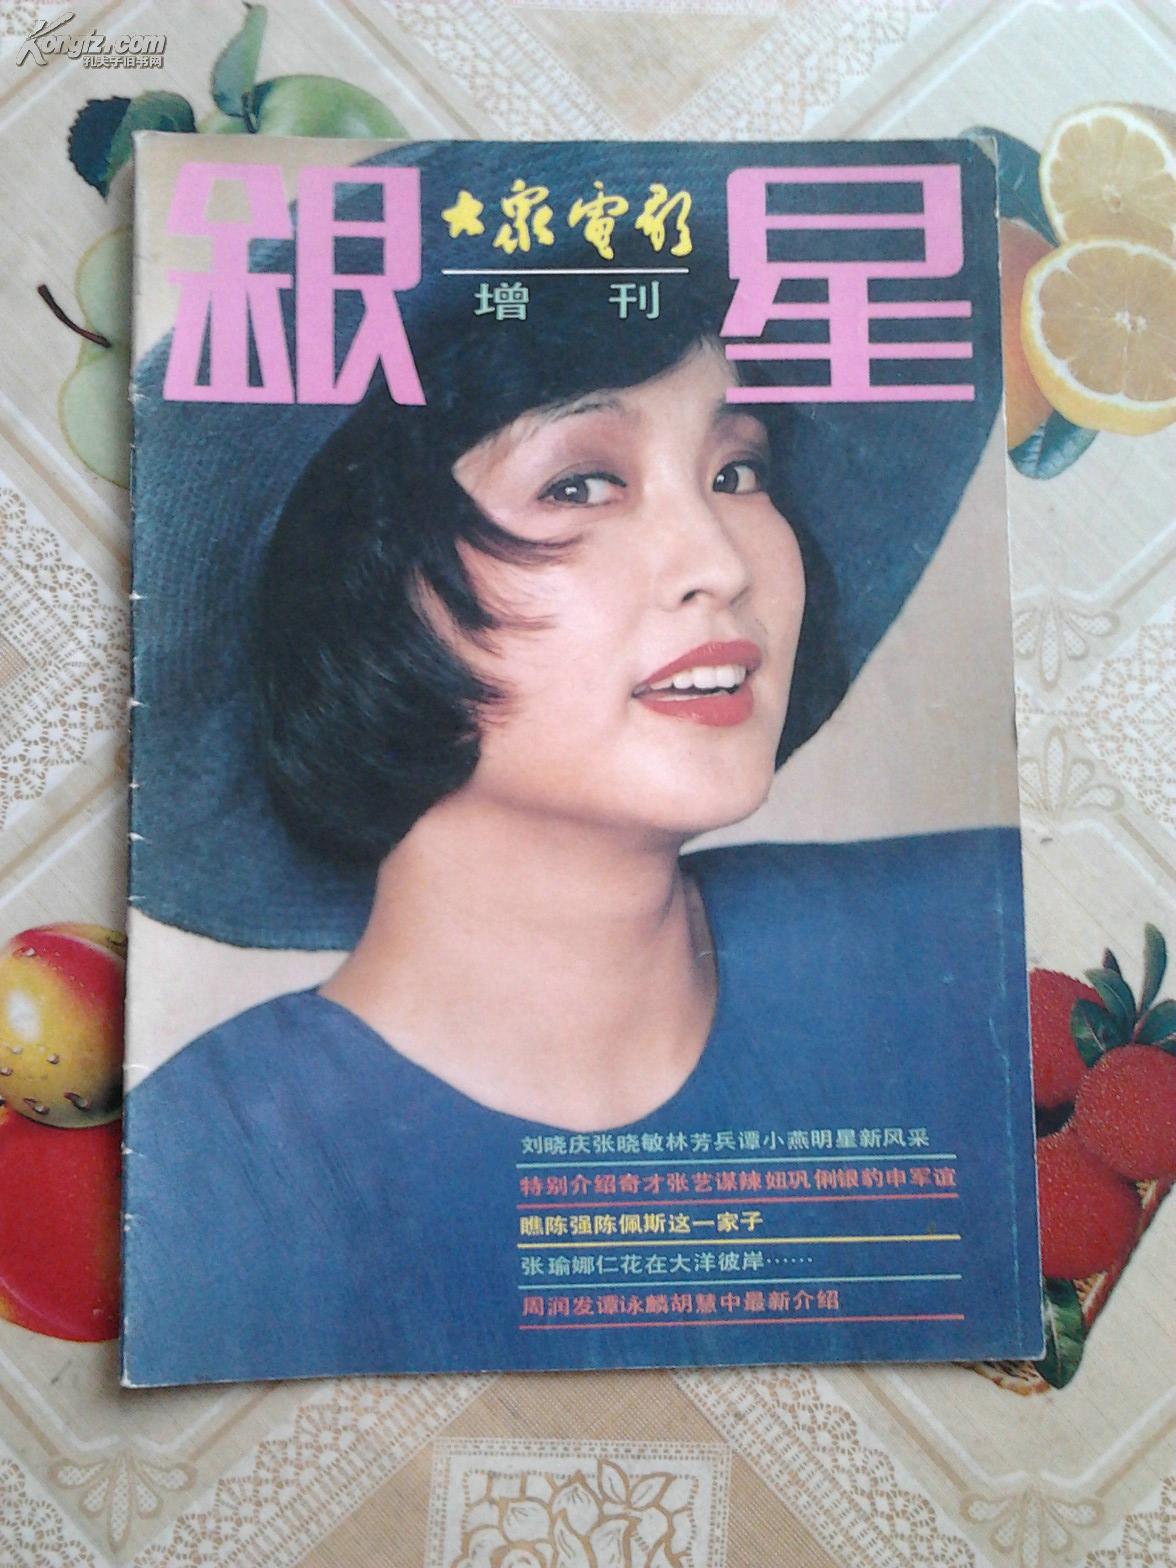 Kongfz.com
孔夫子旧书网
銀星
大衆電影
增刊
刘晓庆张晓敏林芳兵谭小燕明星新风采
特别介绍奇才张艺谋辣妞巩俐银豹申军谊
瞧陈强陈佩斯这一家子
张瑜娜仁花在大洋彼岸……
周润发谭咏麟胡慧中最新介绍